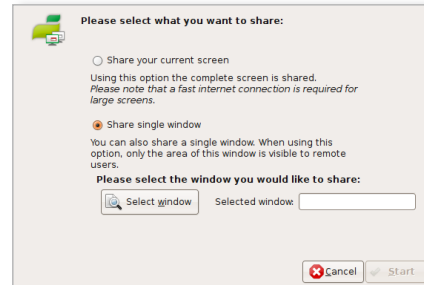 Please select what you want to share:
Share your current screen
Using this option the complete screen is shared.
Please note that a fast internet connection is required for
large screens.
Share single window
You can also share a single window. When using this
option, only the area of this window is visible to remote
users.
Please select the window you would like to share:
Select window Selected window:
Cancel Start